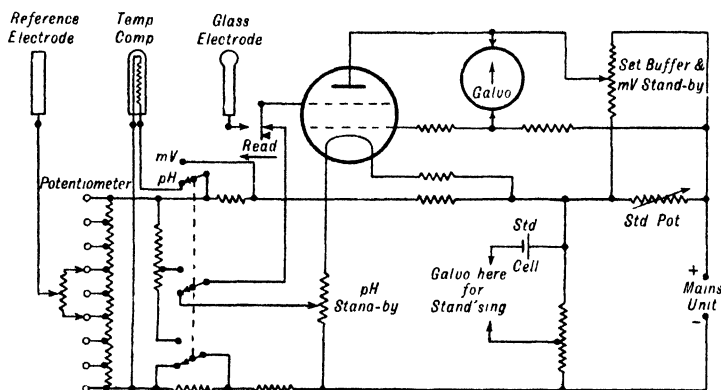 Reference
Electrode
Temp
Comp
Glass
Electrode
Galvo
Set Buffer &
mV Stand-by
Read
mV
pH
Potentiometer
Std Pot
Std
Cell
Galvo here
for
Stand'sing
pH
Stana-by
+
Mains
Unit
-